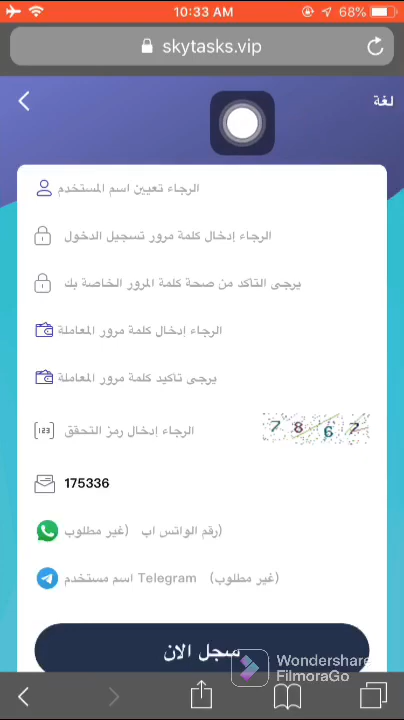 10:33 AM
68%
skytasks.vip
لغة
الرجاء تعيين اسم المستخدم
الرجاء إدخال كلمة مرور تسجيل الدخول
يرجى التأكد من صحة كلمة المرور الخاصة بك
الرجاء إدخال كلمة مرور المعاملة
يرجى تأكيد كلمة مرور المعاملة
الرجاء إدخال رمز التحقق
7867
175336
(رقم الواتس اب (غير مطلوب
(غير مطلوب) Telegram اسم مستخدم
سجل الان
Wondershare
FilmoraGo